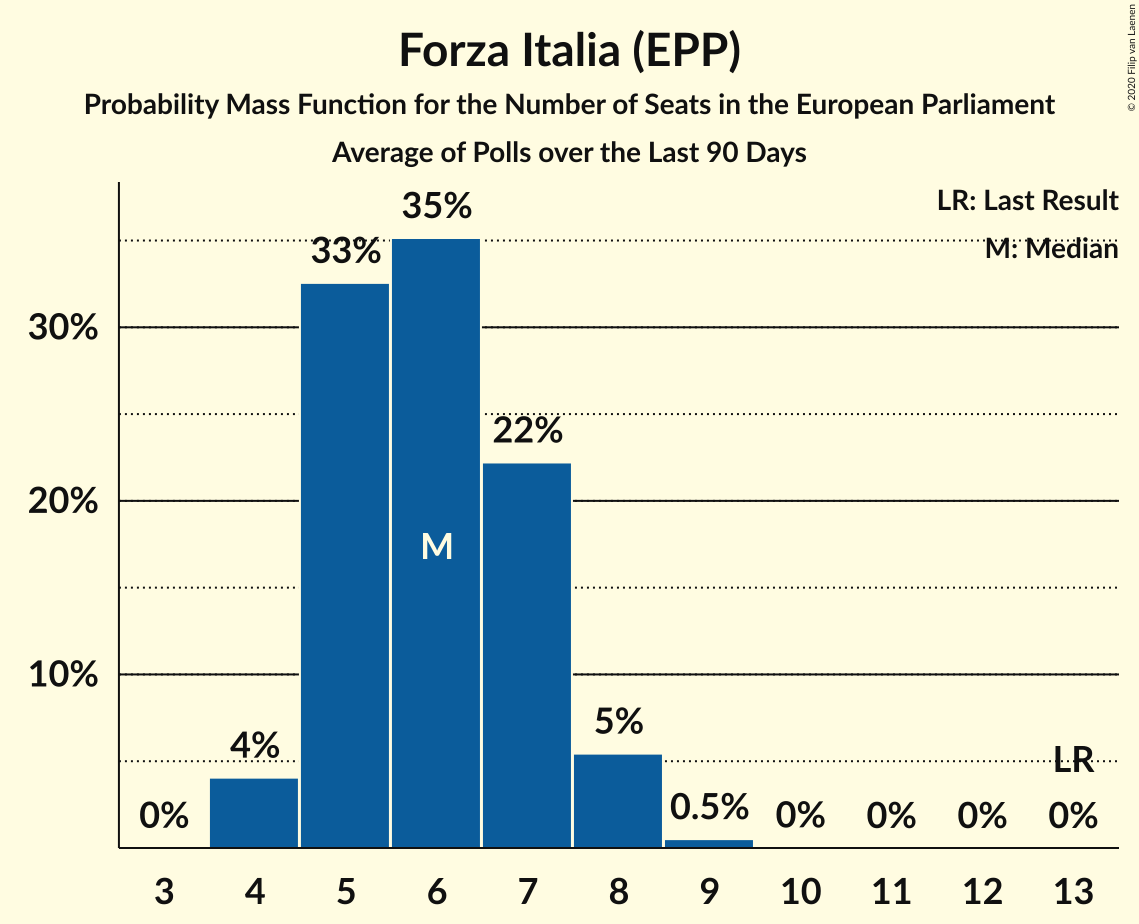 Forza Italia (EPP)
Probability Mass Function for the Number of Seats in the European Parliament
Average of Polls over the Last 90 Days
© 2020 Filip van Laenen
LR: Last Result
M: Median
35%
33%
30%
22%
20%
M
10%
5%
4%
LR
0.5%
0%
0%
0%
0%
0%
3 4 5 6 7 8 9 10 11 12 13